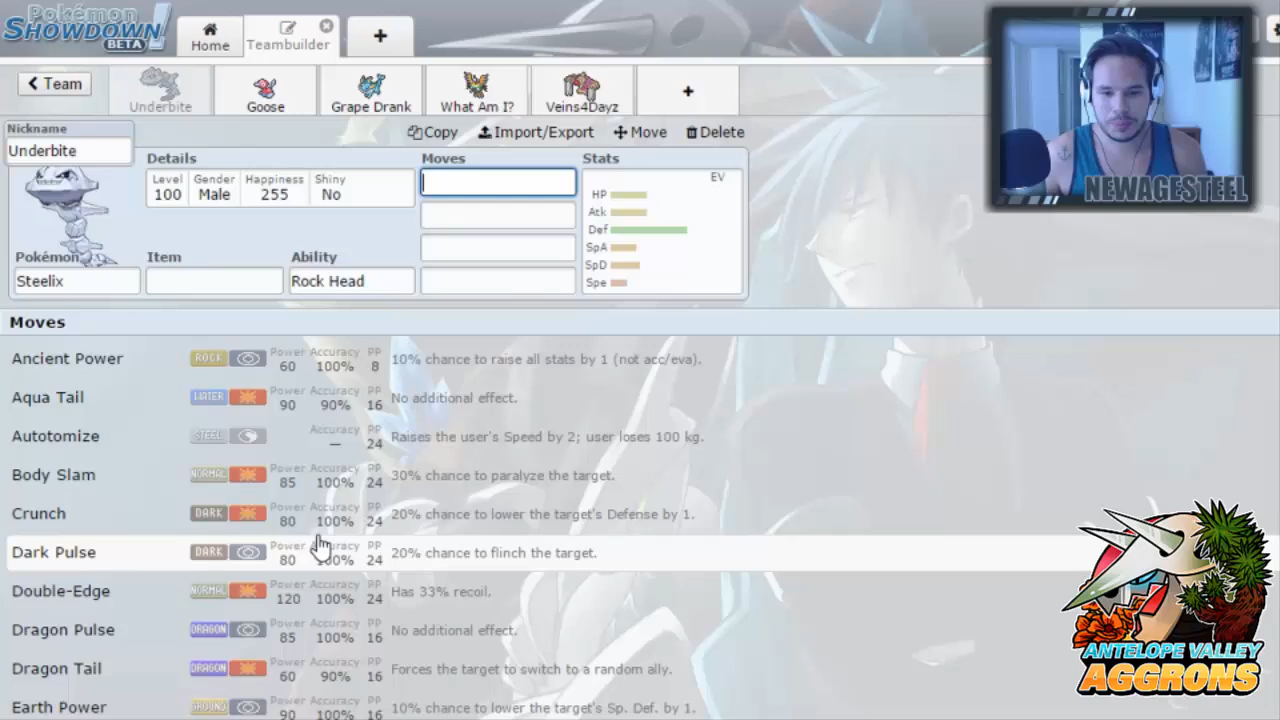 Pokémon
SHOWDOWN!
BETA
Home
Teambuilder
+
< Team
Underbite
Goose
Grape Drank
What Am I?
Veins4Dayz
+
Nickname
Underbite
Copy
Import/Export
Move
Delete
Details
Moves
Stats
Level
100
Gender
Male
Happiness
255
Shiny
No
EV
HP
Atk
Def
SpA
SpD
Spe
Pokémon
Steelix
Item
Ability
Rock Head
NEWAGESTEEL
Moves
Ancient Power ROCK Power 60 Accuracy 100% PP 8 10% chance to raise all stats by 1 (not acc/eva).
Aqua Tail WATER Power 90 Accuracy 90% PP 16 No additional effect.
Autotomize STEEL Accuracy — PP 24 Raises the user's Speed by 2; user loses 100 kg.
Body Slam NORMAL Power 85 Accuracy 100% PP 24 30% chance to paralyze the target.
Crunch DARK Power 80 Accuracy 100% PP 24 20% chance to lower the target's Defense by 1.
Dark Pulse DARK Power 80 Accuracy 100% PP 24 20% chance to flinch the target.
Double-Edge NORMAL Power 120 Accuracy 100% PP 24 Has 33% recoil.
Dragon Pulse DRAGON Power 85 Accuracy 100% PP 16 No additional effect.
Dragon Tail DRAGON Power 60 Accuracy 90% PP 16 Forces the target to switch to a random ally.
Earth Power GROUND Power 90 Accuracy 100% PP 16 10% chance to lower the target's Sp. Def. by 1.
ANTELOPE VALLEY
AGGRONS